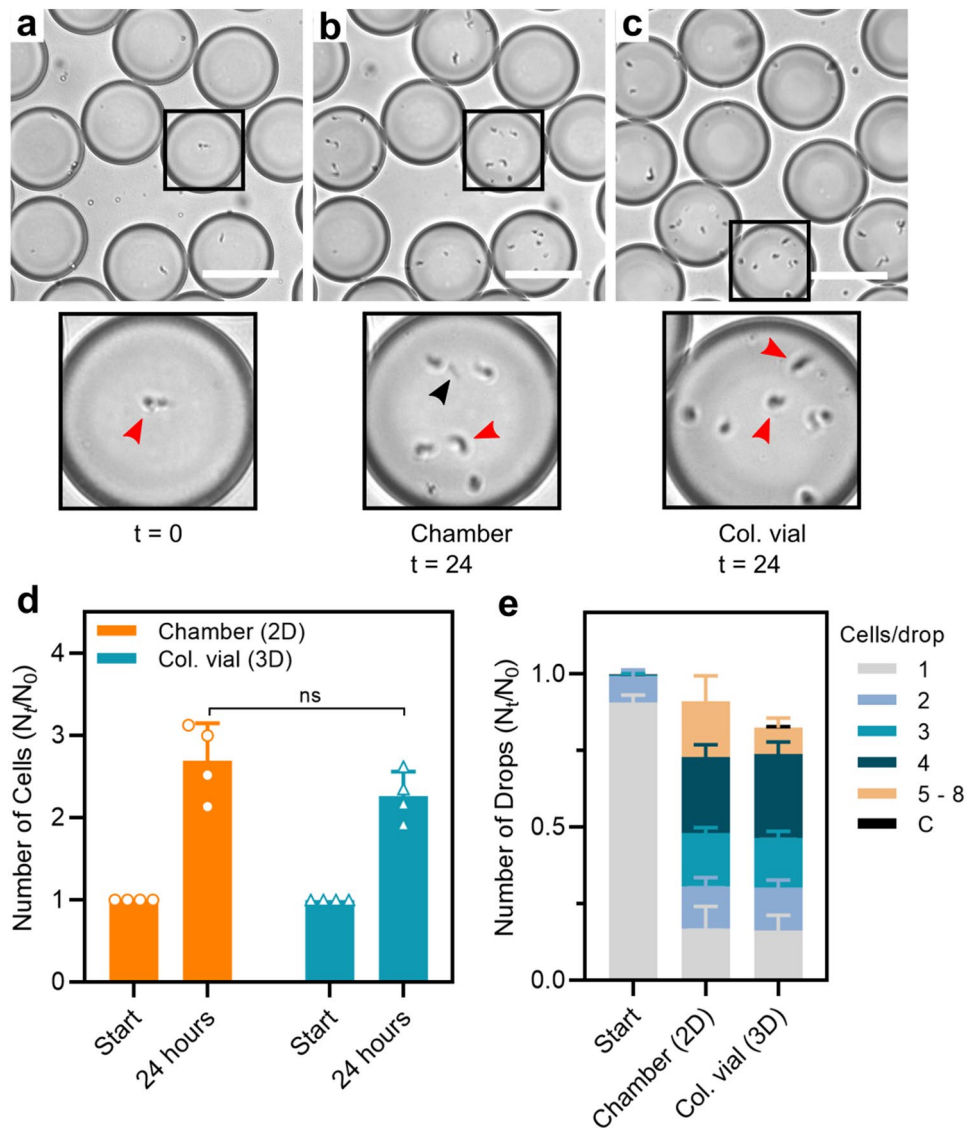 a
b
c
t = 0
Chamber
t = 24
Col. vial
t = 24
d
Number of Cells (Nt/N0)
4
3
2
1
0
Chamber (2D)
Col. vial (3D)
ns
Start
24 hours
Start
24 hours
e
Number of Drops (Nt/N0)
1.0
0.5
0.0
Start
Chamber (2D)
Col. vial (3D)
Cells/drop
1
2
3
4
5 - 8
C